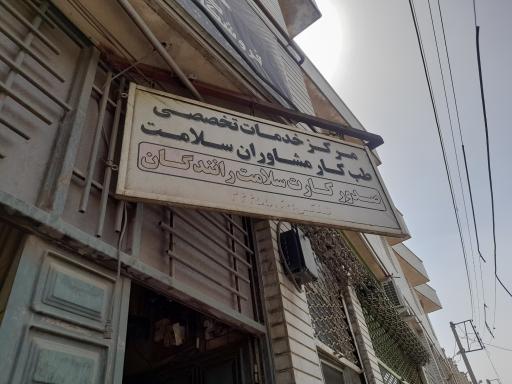 مرکز خدمات تخصصی
طب کار مشاوران سلامت
صدور کارت سلامت رانندگان